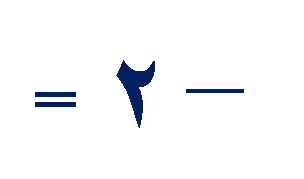 − ٢ =